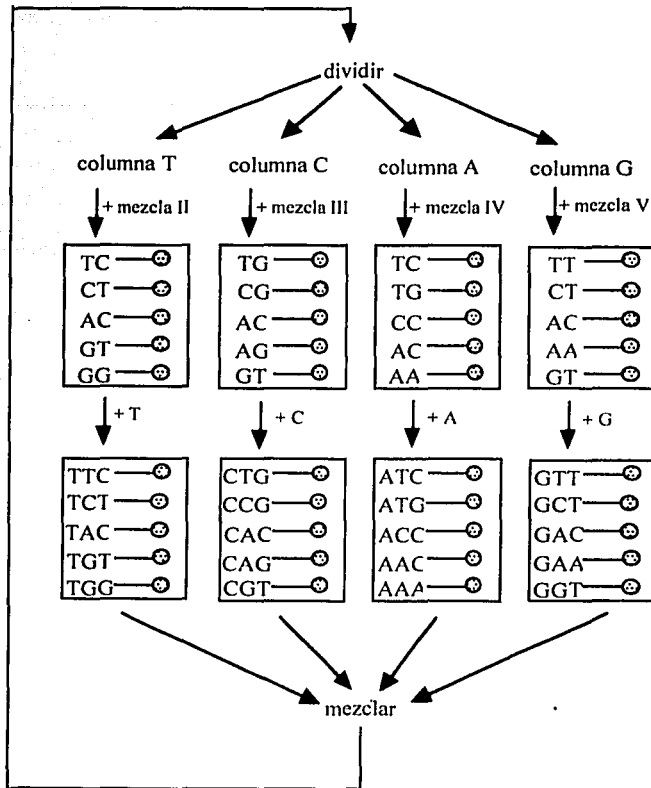 dividir
columna T columna C columna A columna G
+ mezcla II + mezcla III + mezcla IV + mezcla V
TC TG TC TT
CT CG TG CT
AC AC CC AC
GT AG AC AA
GG GT AA GT
+ T + C + A + G
TTC CTG ATC GTT
TCT CCG ATG GCT
TAC CAC ACC GAC
TGT CAG AAC GAA
TGG CGT AAA GGT
mezclar